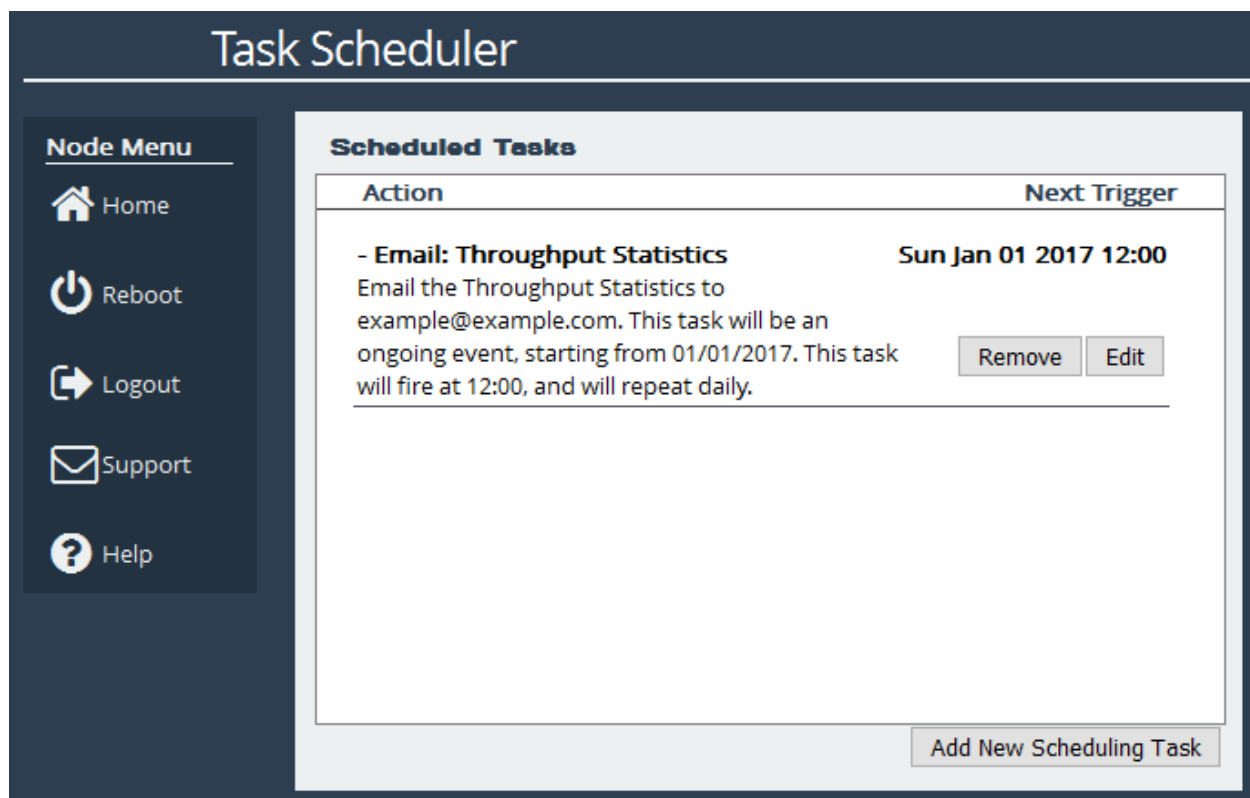 Task Scheduler
Node Menu
Home
Reboot
Logout
Support
Help
Scheduled Tasks
Action Next Trigger
- Email: Throughput Statistics Sun Jan 01 2017 12:00
Email the Throughput Statistics to
example@example.com. This task will be an
ongoing event, starting from 01/01/2017. This task
will fire at 12:00, and will repeat daily.
Remove Edit
Add New Scheduling Task